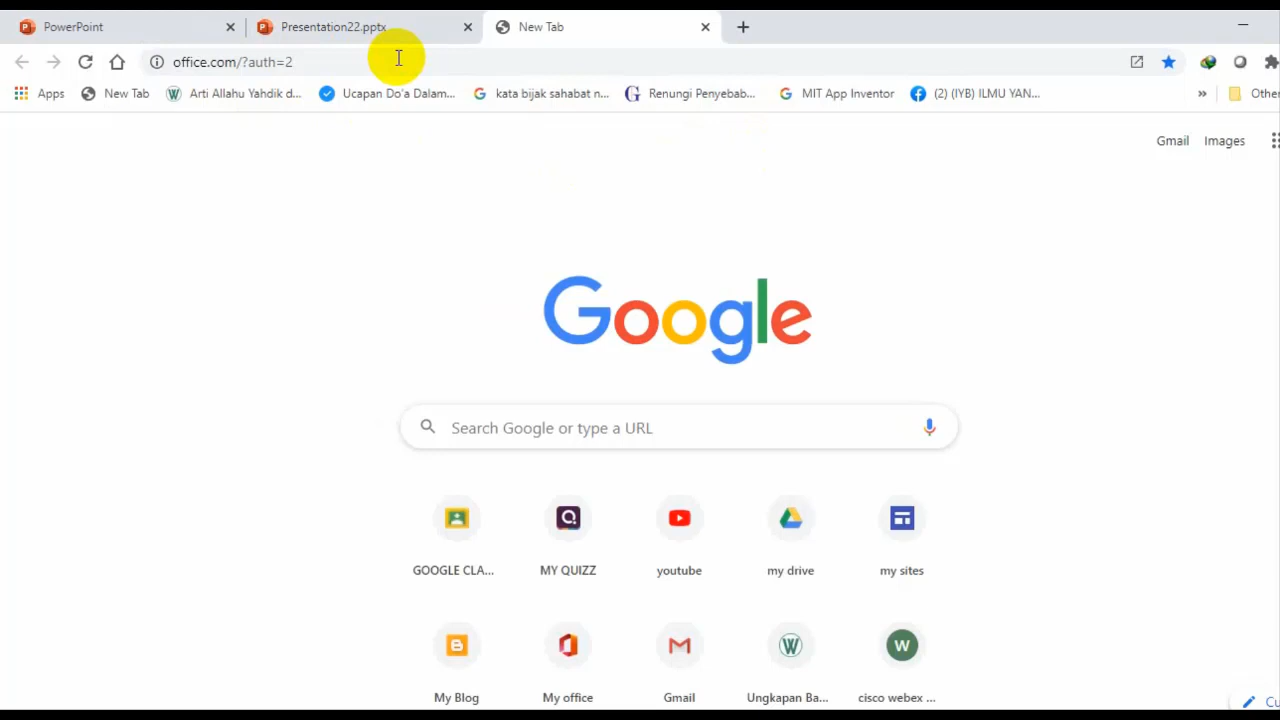 PowerPoint
Presentation22.pptx
New Tab
office.com/?auth=2
Apps
New Tab
Arti Allahu Yahdik d...
Ucapan Do'a Dalam...
kata bijak sahabat n...
Renungi Penyebab...
MIT App Inventor
(2) (IYB) ILMU YAN...
»
Other
Gmail
Images
Google
Search Google or type a URL
GOOGLE CLA...
MY QUIZZ
youtube
my drive
my sites
W
My Blog
My office
Gmail
Ungkapan Ba...
cisco webex ...
Cu